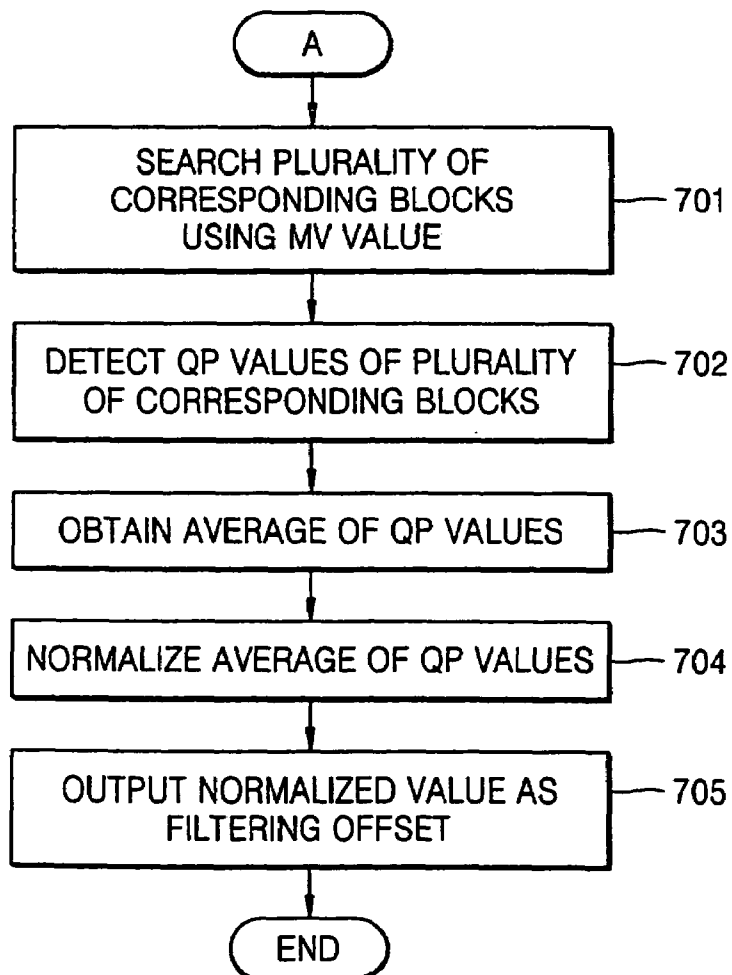 A
SEARCH PLURALITY OF
CORRESPONDING BLOCKS
USING MV VALUE
701
DETECT QP VALUES OF PLURALITY
OF CORRESPONDING BLOCKS
702
OBTAIN AVERAGE OF QP VALUES
703
NORMALIZE AVERAGE OF QP VALUES
704
OUTPUT NORMALIZED VALUE AS
FILTERING OFFSET
705
END